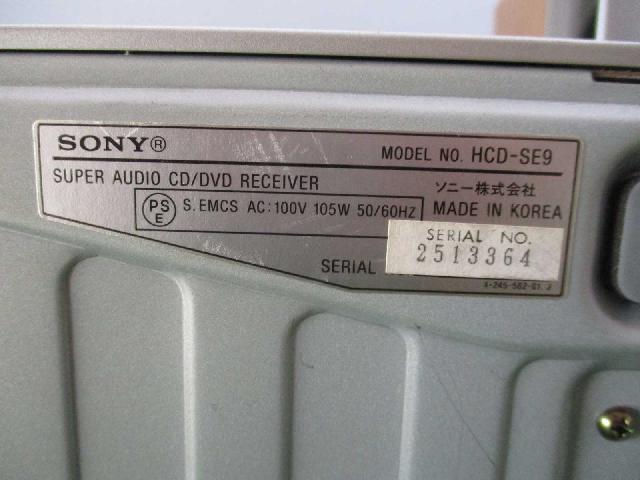 SONY®
MODEL NO. HCD-SE9
SUPER AUDIO CD/DVD RECEIVER
ソニー株式会社
PS
E
S.EMCS AC:100V 105W 50/60HZ
MADE IN KOREA
SERIAL
SERIAL NO.
2513364